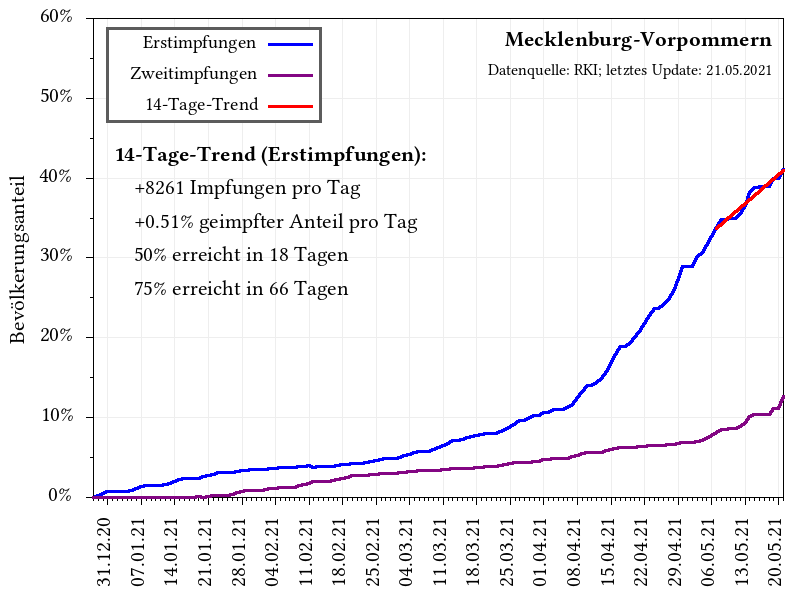 60%
50%
40%
30%
20%
10%
0%
Bevölkerungsanteil
Erstimpfungen
Zweitimpfungen
14-Tage-Trend
Mecklenburg-Vorpommern
Datenquelle: RKI; letztes Update: 21.05.2021
14-Tage-Trend (Erstimpfungen):
+8261 Impfungen pro Tag
+0.51% geimpfter Anteil pro Tag
50% erreicht in 18 Tagen
75% erreicht in 66 Tagen
31.12.20
07.01.21
14.01.21
21.01.21
28.01.21
04.02.21
11.02.21
18.02.21
25.02.21
04.03.21
11.03.21
18.03.21
25.03.21
01.04.21
08.04.21
15.04.21
22.04.21
29.04.21
06.05.21
13.05.21
20.05.21